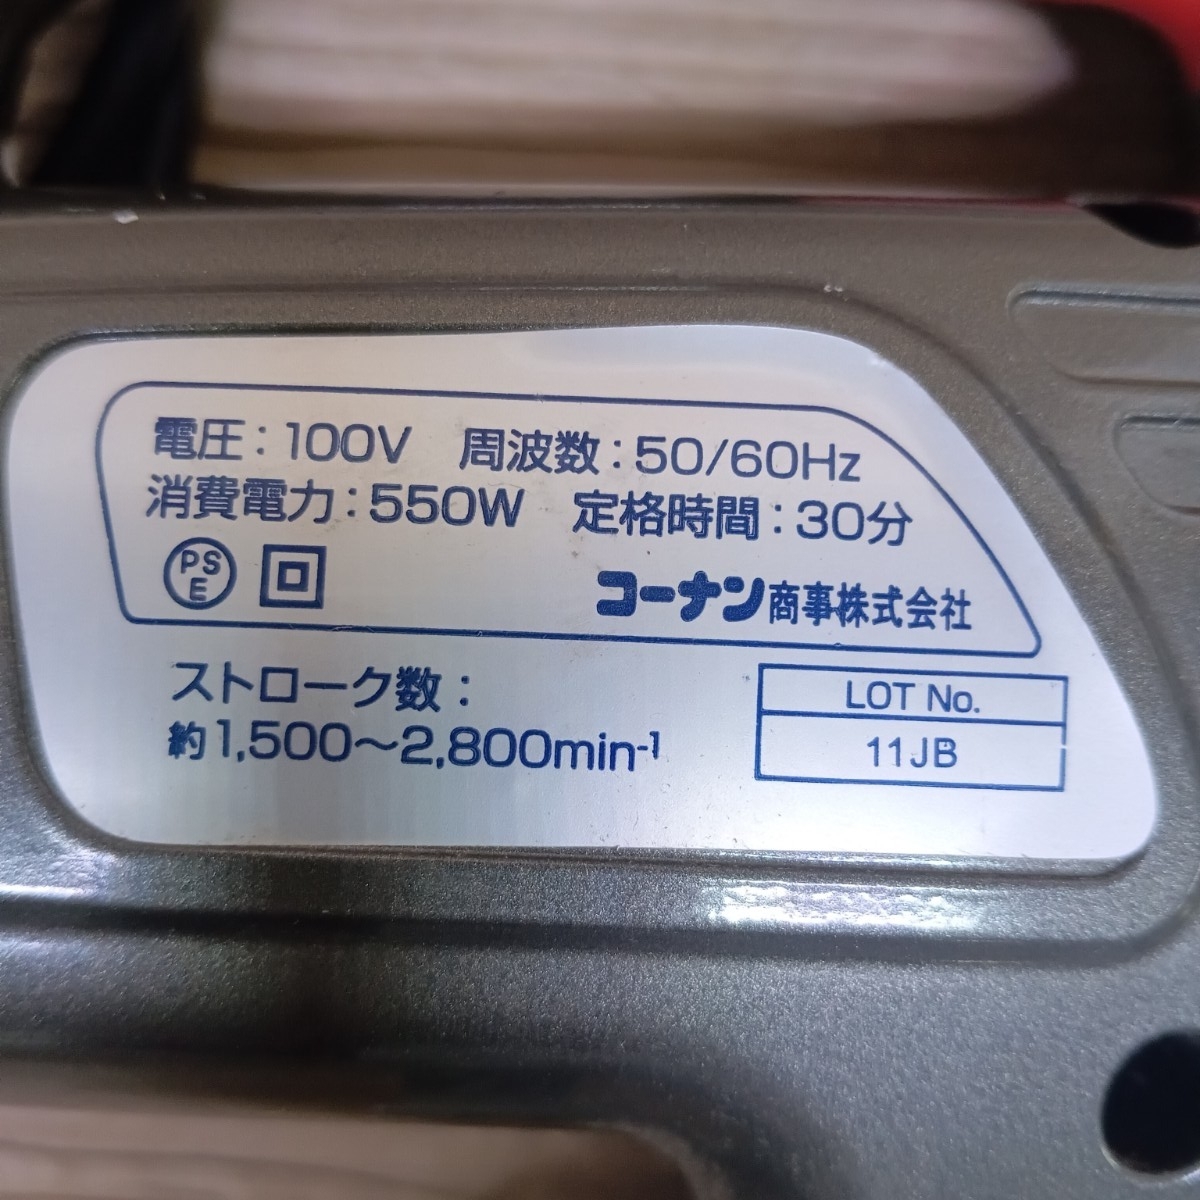 電圧：100V 周波数：50/60Hz
消費電力：550W 定格時間：30分
PSE
コーナン商事株式会社
ストローク数：
約1,500〜2,800min-1
LOT No.
11JB